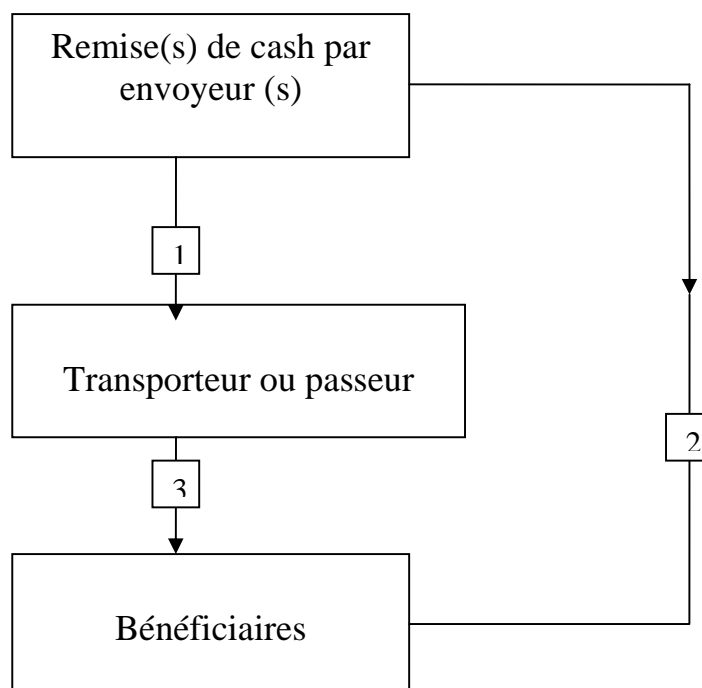 Remise(s) de cash par
envoyeur (s)
1
Transporteur ou passeur
2
3
Bénéficiaires